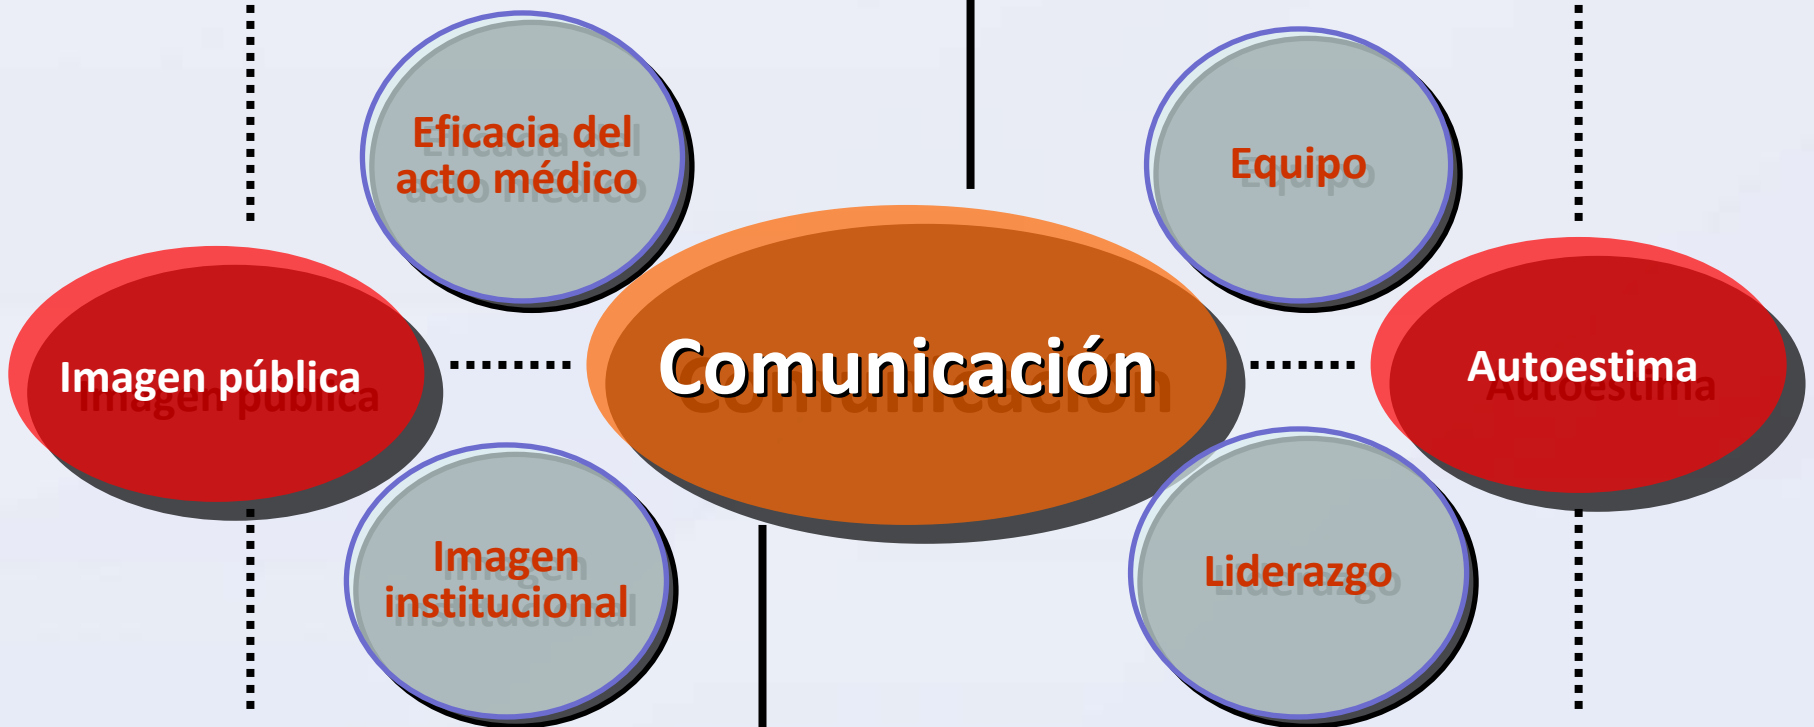 Eficacia del
acto médico
Equipo
Imagen pública
Comunicación
Autoestima
Imagen
institucional
Liderazgo